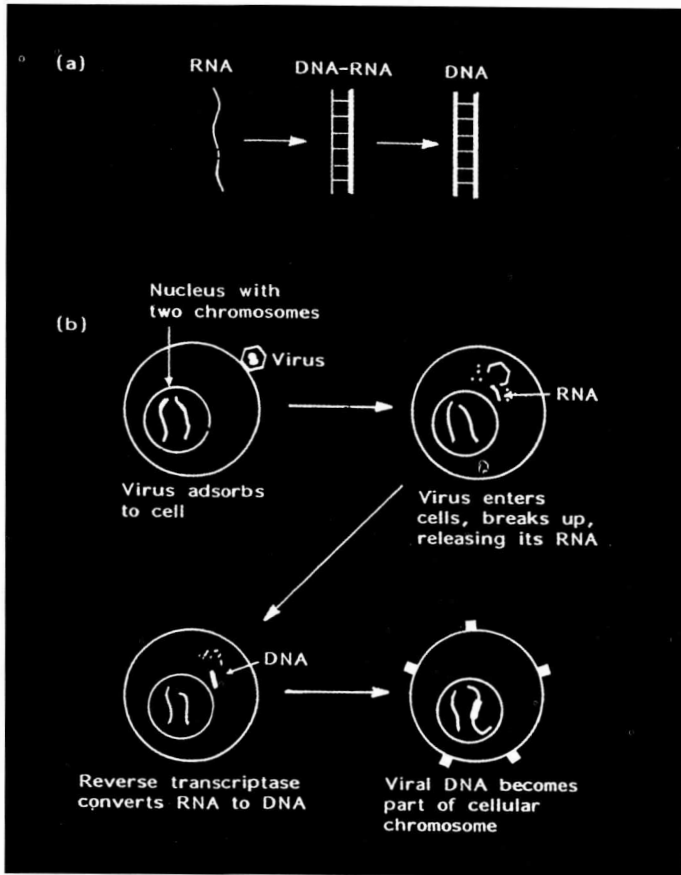 (a)
RNA
DNA-RNA
DNA
(b)
Nucleus with
two chromosomes
Virus
RNA
Virus adsorbs
to cell
Virus enters
cells, breaks up,
releasing its RNA
DNA
Reverse transcriptase
converts RNA to DNA
Viral DNA becomes
part of cellular
chromosome